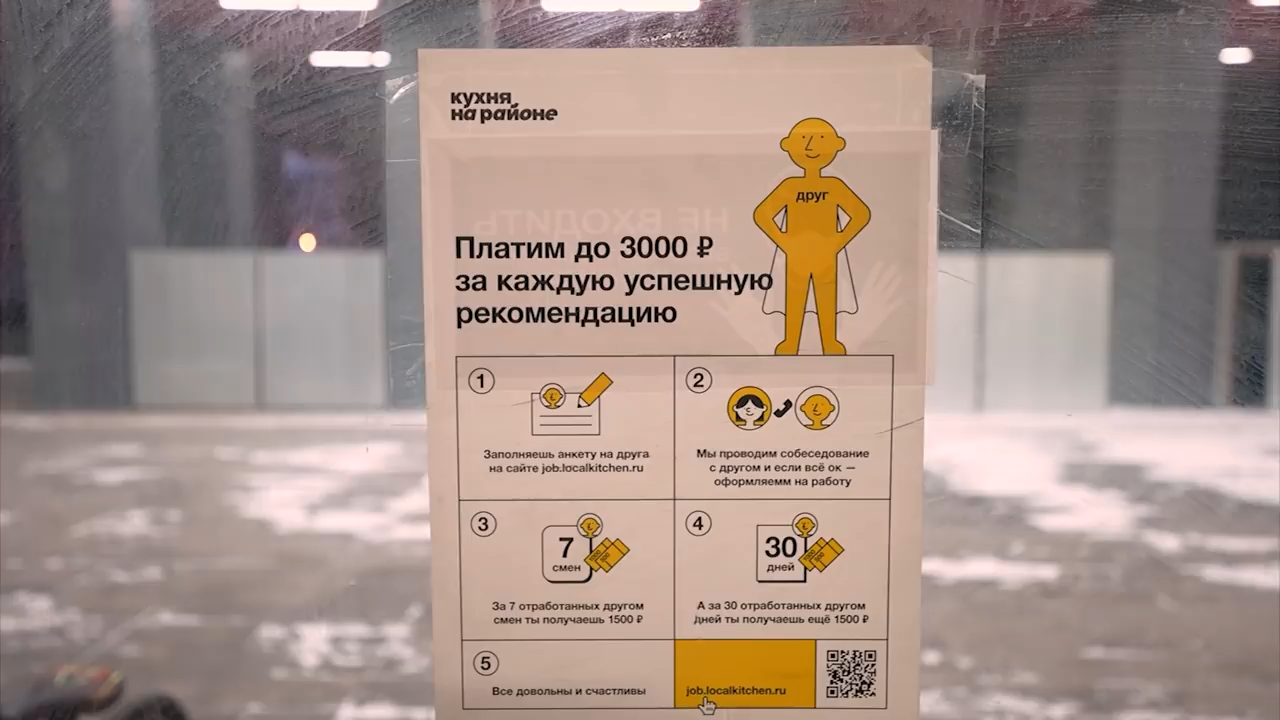 кухня
на районе
друг
НЕ ВХОДИТЬ
Платим до 3000 ₽
за каждую успешную
рекомендацию
1
Заполняешь анкету на друга
на сайте job.localkitchen.ru
2
Мы проводим собеседование
с другом и если всё ок —
оформляемм на работу
3
7
смен
За 7 отработанных другом
смен ты получаешь 1500 ₽
4
30
дней
А за 30 отработанных другом
дней ты получаешь ещё 1500 ₽
5
Все довольны и счастливы
job.localkitchen.ru